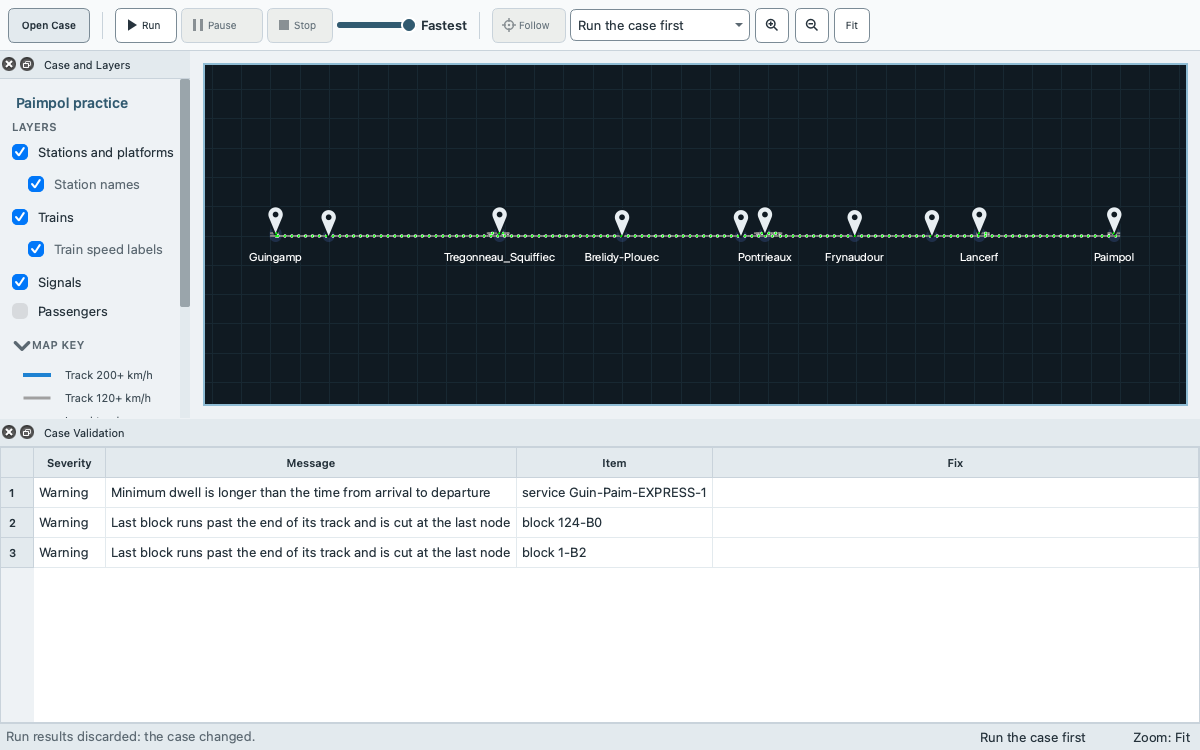 Open Case
Run
Pause
Stop
Fastest
Follow
Run the case first
Fit
Case and Layers
Paimpol practice
LAYERS
Stations and platforms
Station names
Trains
Train speed labels
Signals
Passengers
MAP KEY
Track 200+ km/h
Track 120+ km/h
Guingamp
Tregonneau_Squiffiec
Brelidy-Plouec
Pontrieaux
Frynaudour
Lancerf
Paimpol
Case Validation
Severity Message Item Fix
1 Warning Minimum dwell is longer than the time from arrival to departure service Guin-Paim-EXPRESS-1
2 Warning Last block runs past the end of its track and is cut at the last node block 124-B0
3 Warning Last block runs past the end of its track and is cut at the last node block 1-B2
Run results discarded: the case changed.
Run the case first
Zoom: Fit